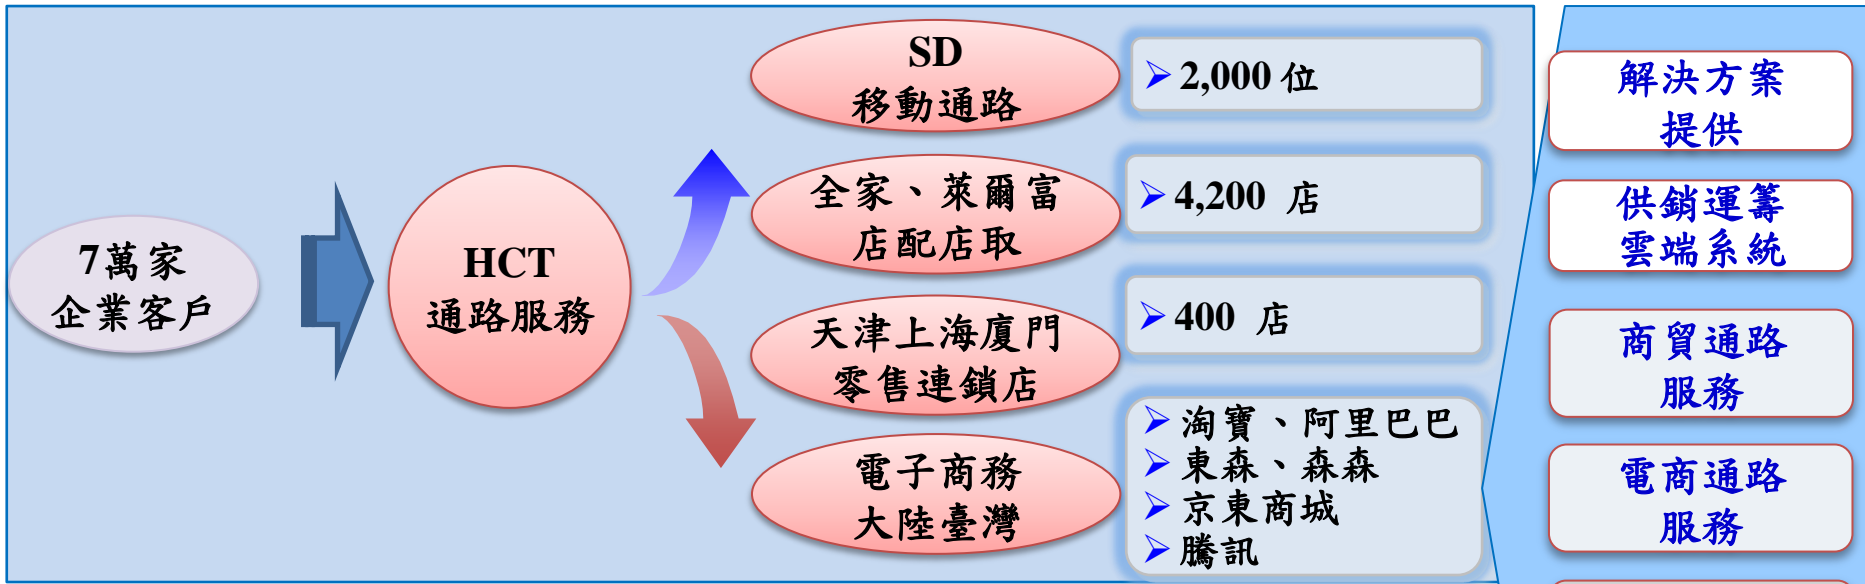 7萬家
企業客戶
HCT
通路服務
SD
移動通路
2,000 位
全家、萊爾富
店配店取
4,200 店
天津上海廈門
零售連鎖店
400 店
電子商務
大陸臺灣
淘寶、阿里巴巴
東森、森森
京東商城
騰訊
解決方案
提供
供銷運籌
雲端系統
商貿通路
服務
電商通路
服務